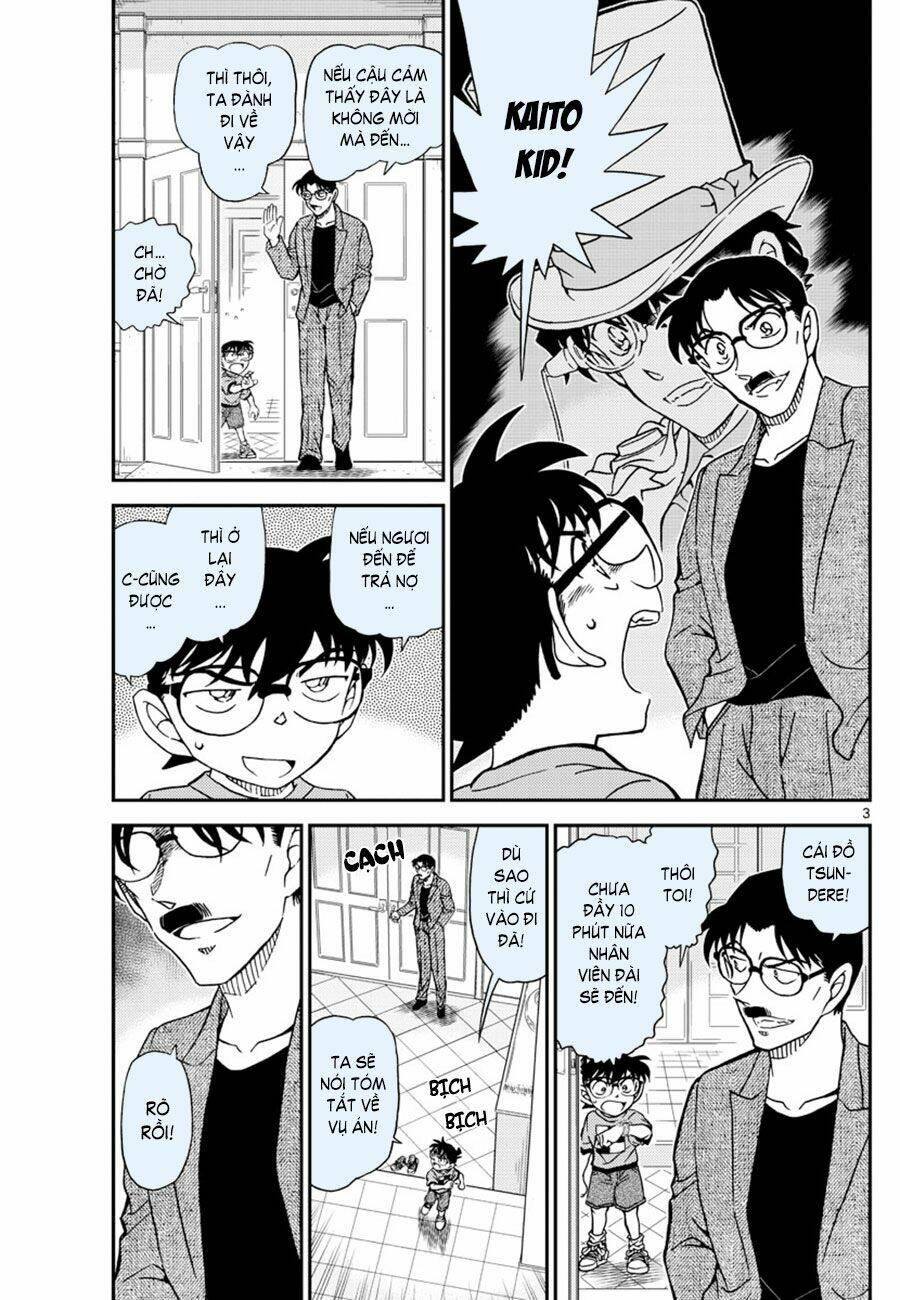 KAITO
KID!
NẾU CẬU CẢM
THẤY ĐÂY LÀ
KHÔNG MỜI
MÀ ĐẾN...
THÌ THÔI,
TA ĐÀNH
ĐI VỀ
VẬY
...
CH...
CHỜ
ĐÃ!
NẾU NGƯƠI
ĐẾN ĐỂ
TRẢ NỢ
...
THÌ Ở
LẠI
ĐÂY
...
C-CŨNG
ĐƯỢC
...
3
CÁI ĐỒ
TSUN-
DERE!
THÔI
TOI!
CHƯA
ĐẦY 10
PHÚT NỮA
NHÂN
VIÊN ĐÀI
SẼ ĐẾN!
DÙ
SAO
THÌ CỨ
VÀO ĐI
ĐÃ!
CẠCH
TA SẼ
NÓI TÓM
TẮT VỀ
VỤ ÁN!
BỊCH
BỊCH
RÕ
RỒI!